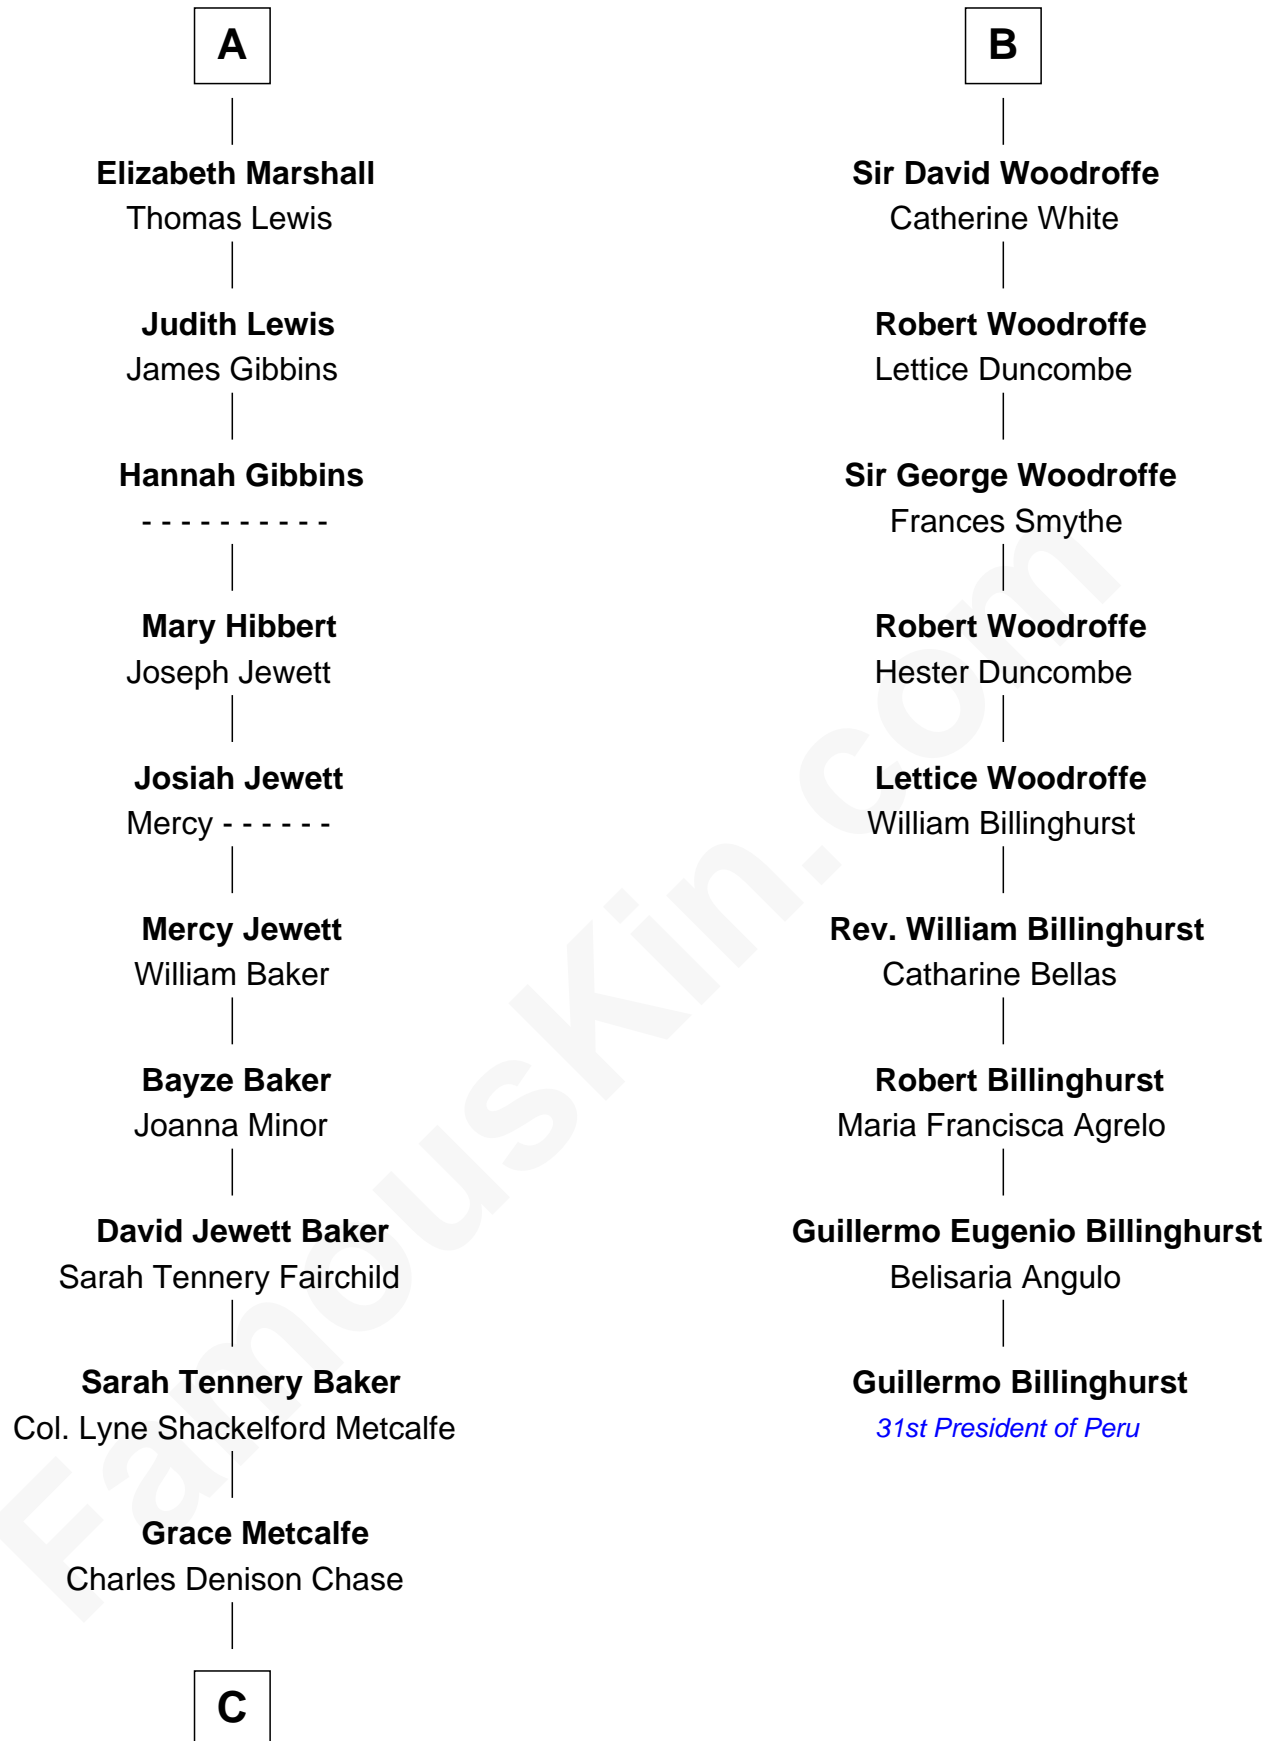 A
Elizabeth Marshall
Thomas Lewis
Judith Lewis
James Gibbins
Hannah Gibbins
- - - - - - - - - -
Mary Hibbert
Joseph Jewett
Josiah Jewett
Mercy - - - - - -
Mercy Jewett
William Baker
Bayze Baker
Joanna Minor
David Jewett Baker
Sarah Tennery Fairchild
Sarah Tennery Baker
Col. Lyne Shackelford Metcalfe
Grace Metcalfe
Charles Denison Chase
C
B
Sir David Woodroffe
Catherine White
Robert Woodroffe
Lettice Duncombe
Sir George Woodroffe
Frances Smythe
Robert Woodroffe
Hester Duncombe
Lettice Woodroffe
William Billinghurst
Rev. William Billinghurst
Catharine Bellas
Robert Billinghurst
Maria Francisca Agrelo
Guillermo Eugenio Billinghurst
Belisaria Angulo
Guillermo Billinghurst
31st President of Peru
FamousKin.com